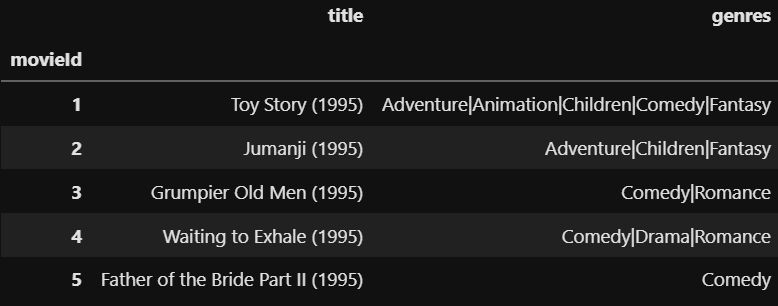 title genres
movieId
1 Toy Story (1995) Adventure|Animation|Children|Comedy|Fantasy
2 Jumanji (1995) Adventure|Children|Fantasy
3 Grumpier Old Men (1995) Comedy|Romance
4 Waiting to Exhale (1995) Comedy|Drama|Romance
5 Father of the Bride Part II (1995) Comedy